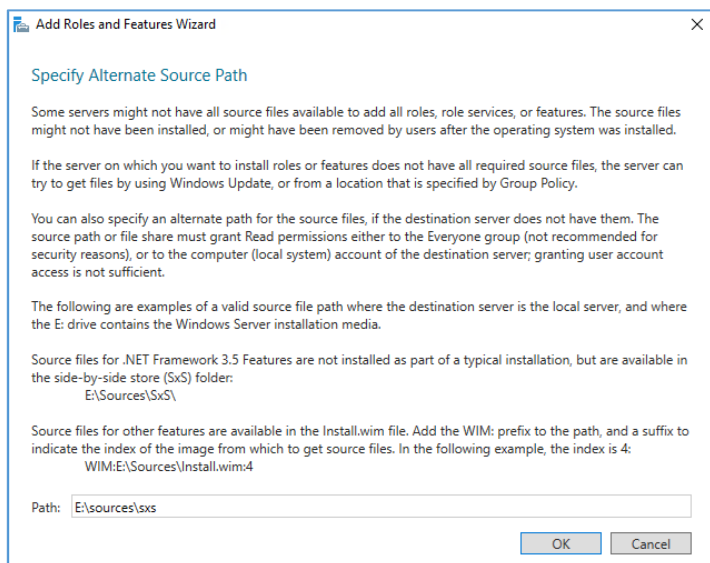 Add Roles and Features Wizard
Specify Alternate Source Path
Some servers might not have all source files available to add all roles, role services, or features. The source files
might not have been installed, or might have been removed by users after the operating system was installed.
If the server on which you want to install roles or features does not have all required source files, the server can
try to get files by using Windows Update, or from a location that is specified by Group Policy.
You can also specify an alternate path for the source files, if the destination server does not have them. The
source path or file share must grant Read permissions either to the Everyone group (not recommended for
security reasons), or to the computer (local system) account of the destination server; granting user account
access is not sufficient.
The following are examples of a valid source file path where the destination server is the local server, and where
the E: drive contains the Windows Server installation media.
Source files for .NET Framework 3.5 Features are not installed as part of a typical installation, but are available in
the side-by-side store (SxS) folder:
E:\Sources\SxS\
Source files for other features are available in the Install.wim file. Add the WIM: prefix to the path, and a suffix to
indicate the index of the image from which to get source files. In the following example, the index is 4:
WIM:E:\Sources\Install.wim:4
Path: E:\sources\sxs
OK Cancel